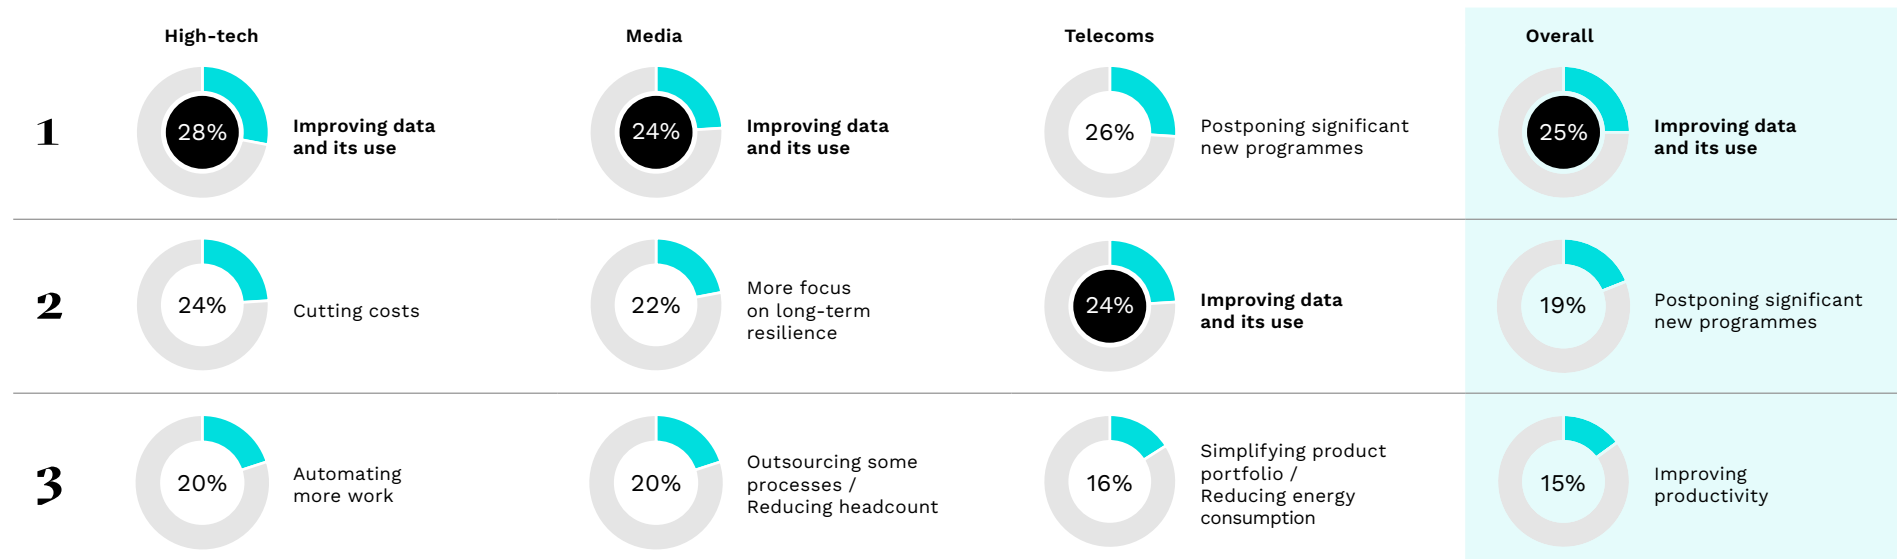 High-tech
Media
Telecoms
Overall
1
28%
Improving data
and its use
24%
Improving data
and its use
26%
Postponing significant
new programmes
25%
Improving data
and its use
2
24%
Cutting costs
22%
More focus
on long-term
resilience
24%
Improving data
and its use
19%
Postponing significant
new programmes
3
20%
Automating
more work
20%
Outsourcing some
processes /
Reducing headcount
16%
Simplifying product
portfolio /
Reducing energy
consumption
15%
Improving
productivity